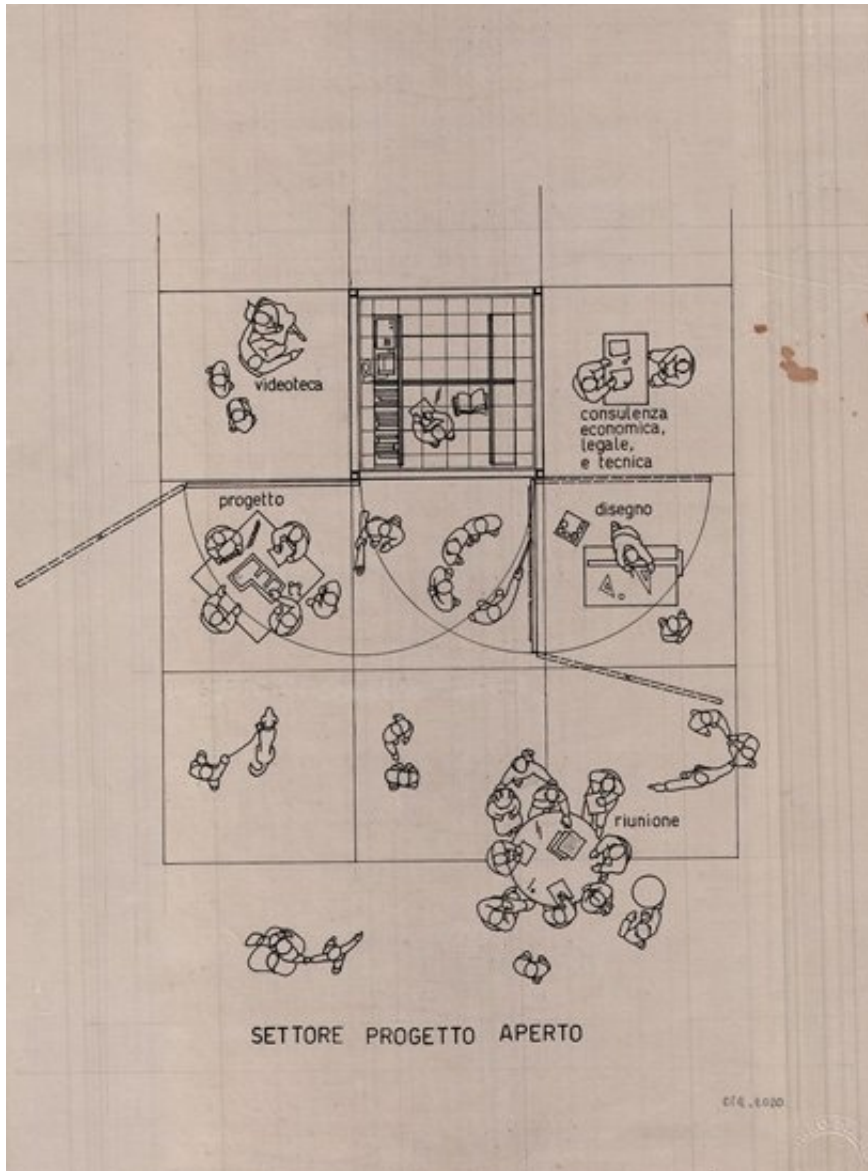 videoteca
consulenza
economica,
legale,
e tecnica
progetto
disegno
riunione
SETTORE PROGETTO APERTO